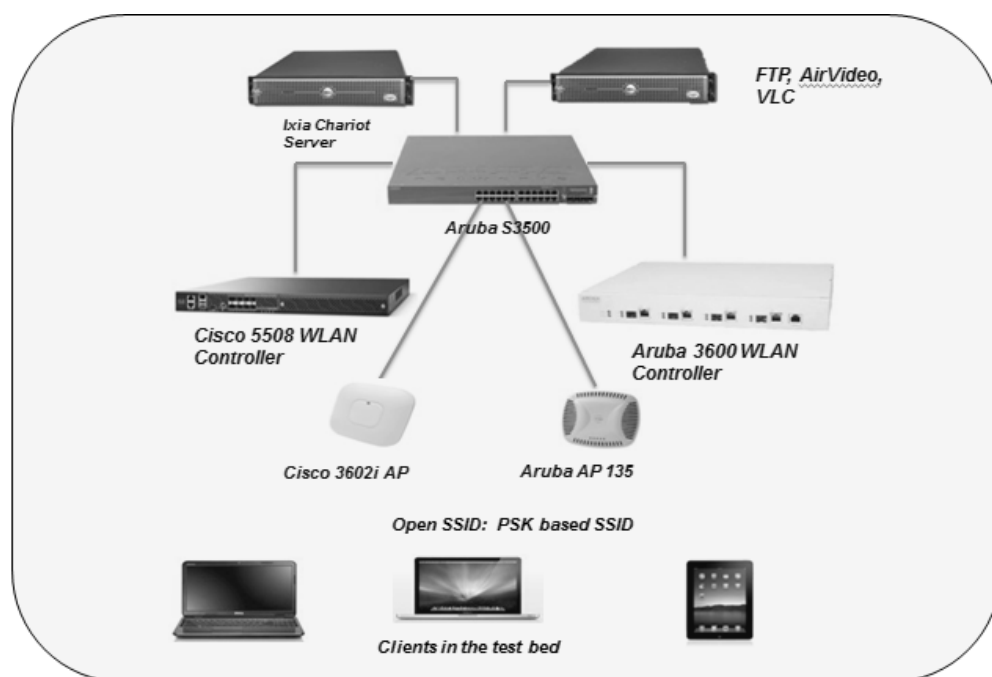 FTP, AirVideo,
VLC
Ixia Chariot
Server
Aruba S3500
Cisco 5508 WLAN
Controller
Aruba 3600 WLAN
Controller
Cisco 3602i AP
Aruba AP 135
Open SSID: PSK based SSID
Clients in the test bed